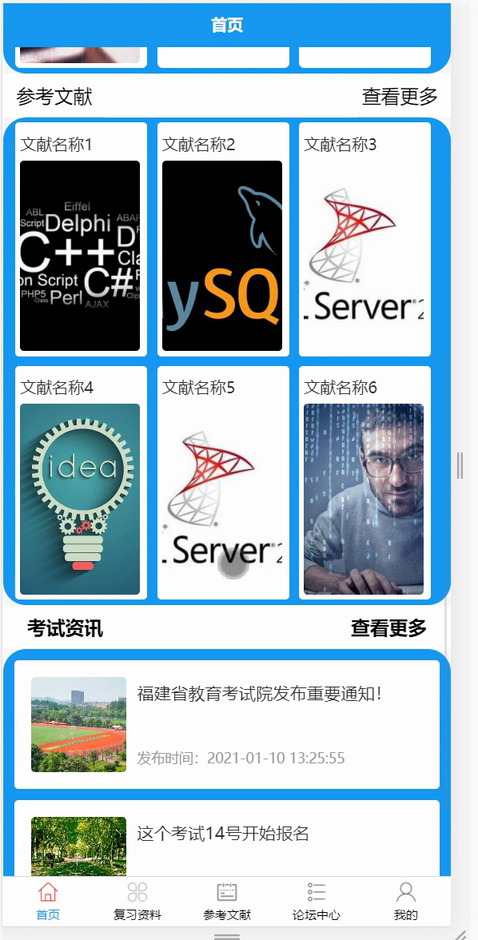 首页
参考文献 查看更多
文献名称1 文献名称2 文献名称3
Eiffel
ABL
Script Delphi ABAP
C++ D
Cla
on Script C#
PHP5 Perl
Class AJAX
ySQ
. Server 2
文献名称4 文献名称5 文献名称6
idea
. Server 2
考试资讯 查看更多
福建省教育考试院发布重要通知！
发布时间：2021-01-10 13:25:55
这个考试14号开始报名
首页 复习资料 参考文献 论坛中心 我的